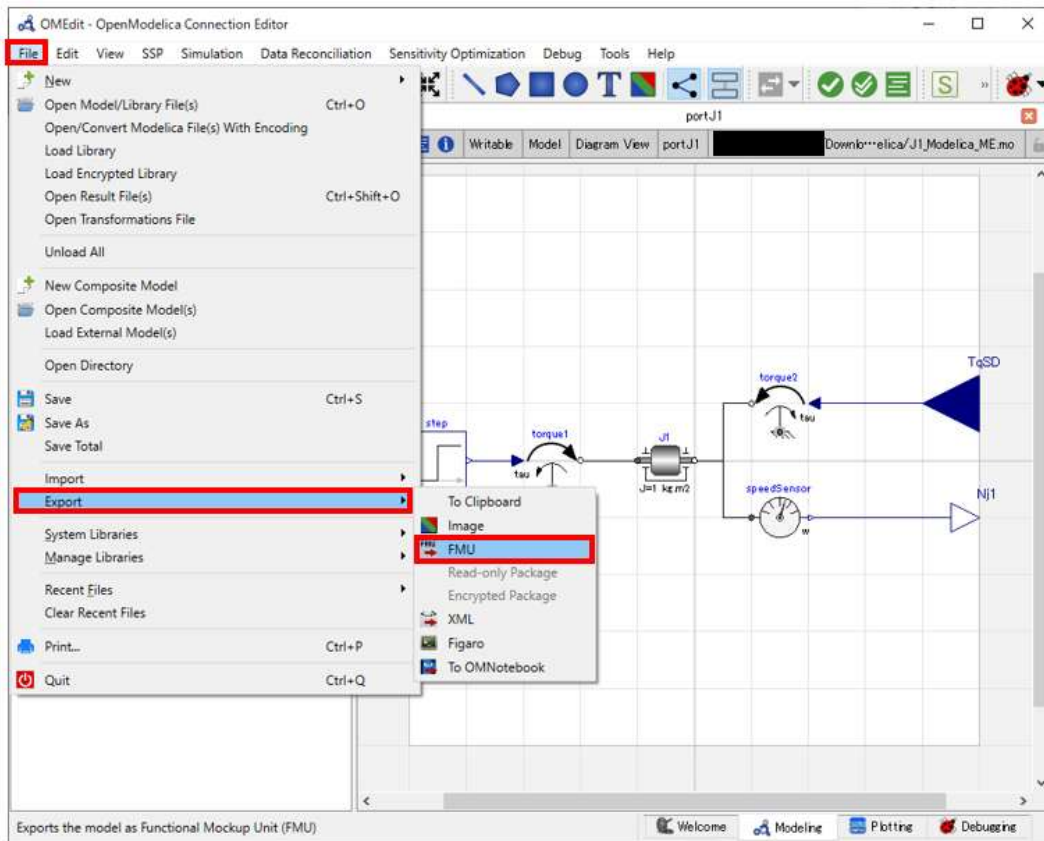 OMEdit - OpenModelica Connection Editor
File Edit View SSP Simulation Data Reconciliation Sensitivity Optimization Debug Tools Help
New
Open Model/Library File(s) Ctrl+O
Open/Convert Modelica File(s) With Encoding
Load Library
Load Encrypted Library
Open Result File(s) Ctrl+Shift+O
Open Transformations File
Unload All
New Composite Model
Open Composite Model(s)
Load External Model(s)
Open Directory
Save Ctrl+S
Save As
Save Total
Import
Export
System Libraries
Manage Libraries
Recent Files
Clear Recent Files
Print... Ctrl+P
Quit Ctrl+Q
To Clipboard
Image
FMU
Read-only Package
Encrypted Package
XML
Figaro
To OMNotebook
T S »
portJ1
Writable Model Diagram View portJ1 Downlo···elica/J1_Modelica_ME.mo
step
torque1
tau
J1
J=1 kg.m2
torque2
tau
TqSD
speedSensor
w
Nj1
Exports the model as Functional Mockup Unit (FMU)
Welcome Modeling Plotting Debugging